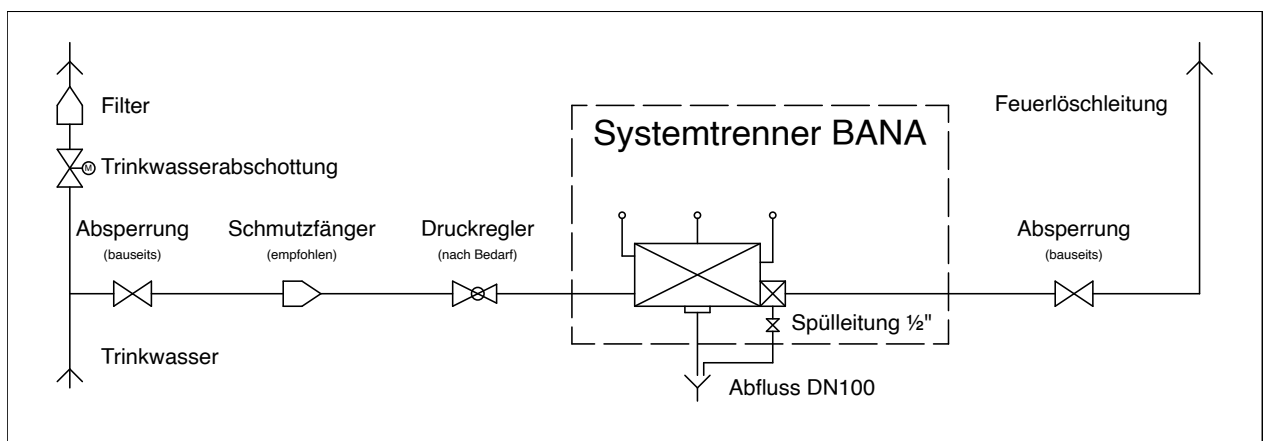 Filter
Feuerlöschleitung
Systemtrenner BANA
M
Trinkwasserabschottung
Absperrung
(bauseits)
Schmutzfänger
(empfohlen)
Druckregler
(nach Bedarf)
Absperrung
(bauseits)
Spülleitung ½"
Trinkwasser
Abfluss DN100